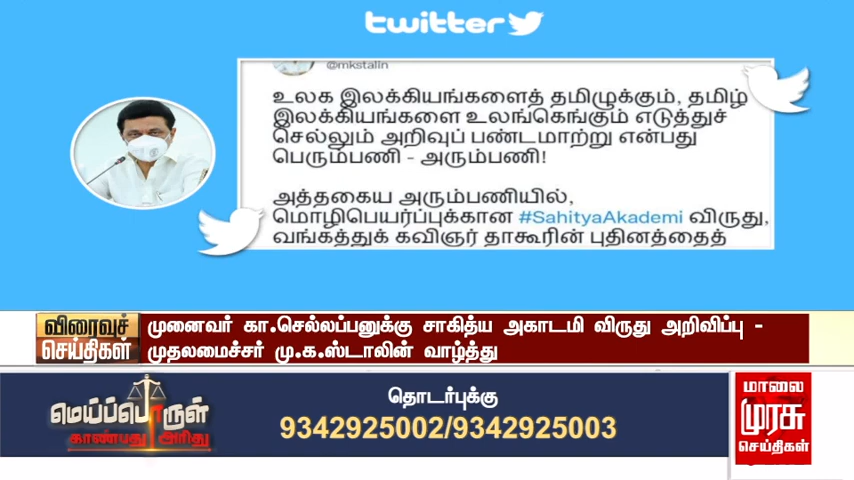 twitter
@mkstalin
உலக இலக்கியங்களைத் தமிழுக்கும், தமிழ்
இலக்கியங்களை உலங்கெங்கும் எடுத்துச்
செல்லும் அறிவுப் பண்டமாற்று என்பது
பெரும்பணி - அரும்பணி!
அத்தகைய அரும்பணியில்,
மொழிபெயர்ப்புக்கான #SahityaAkademi விருது,
வங்கத்துக் கவிஞர் தாகூரின் புதினத்தைத்
விரைவுச்
செய்திகள்
முனைவர் கா.செல்லப்பனுக்கு சாகித்ய அகாடமி விருது அறிவிப்பு -
முதலமைச்சர் மு.க.ஸ்டாலின் வாழ்த்து
மெய்ப்பொருள்
காண்பது அரிது
தொடர்புக்கு
9342925002/9342925003
மாலை
முரசு
செய்திகள்